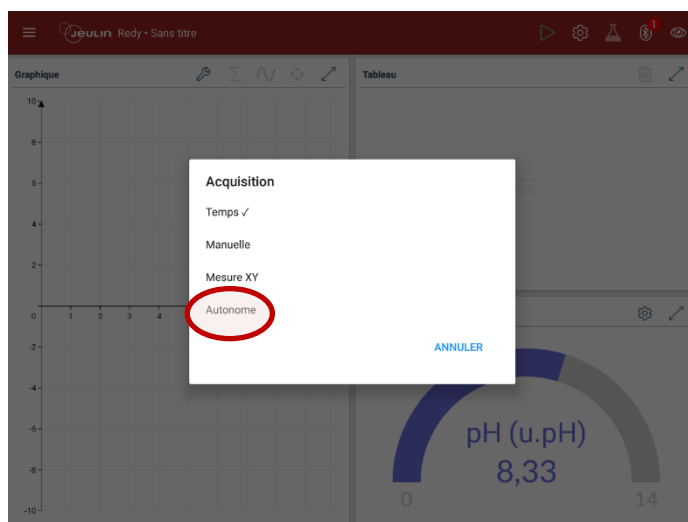 Jeulin Redy • Sans titre
1
Graphique
Tableau
10
8
6
4
2
0 1 2 3 4
-2
-4
-6
-8
-10
Acquisition
Temps ✓
Manuelle
Mesure XY
Autonome
ANNULER
pH (u.pH)
8,33
0 14